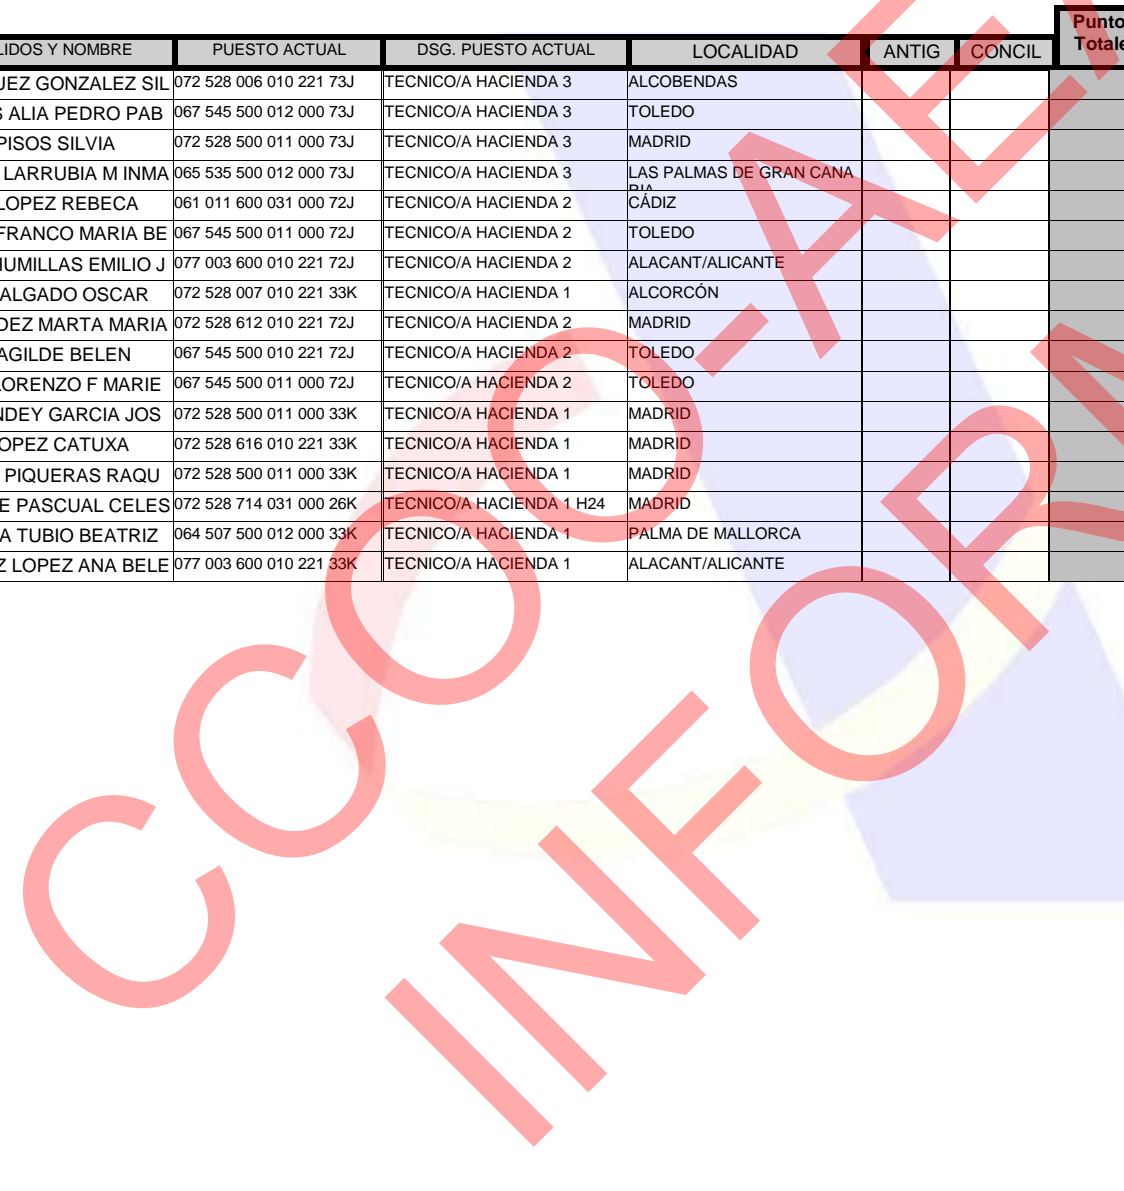 Punto
Totale
LIDOS Y NOMBRE PUESTO ACTUAL DSG. PUESTO ACTUAL LOCALIDAD ANTIG CONCIL
UEZ GONZALEZ SIL 072 528 006 010 221 73J TECNICO/A HACIENDA 3 ALCOBENDAS
S ALIA PEDRO PAB 067 545 500 012 000 73J TECNICO/A HACIENDA 3 TOLEDO
PISOS SILVIA 072 528 500 011 000 73J TECNICO/A HACIENDA 3 MADRID
LARRUBIA M INMA 065 535 500 012 000 73J TECNICO/A HACIENDA 3 LAS PALMAS DE GRAN CANA
RIA
LOPEZ REBECA 061 011 600 031 000 72J TECNICO/A HACIENDA 2 CÁDIZ
FRANCO MARIA BE 067 545 500 011 000 72J TECNICO/A HACIENDA 2 TOLEDO
HUMILLAS EMILIO J 077 003 600 010 221 72J TECNICO/A HACIENDA 2 ALACANT/ALICANTE
ALGADO OSCAR 072 528 007 010 221 33K TECNICO/A HACIENDA 1 ALCORCÓN
DEZ MARTA MARIA 072 528 612 010 221 72J TECNICO/A HACIENDA 2 MADRID
AGILDE BELEN 067 545 500 010 221 72J TECNICO/A HACIENDA 2 TOLEDO
LORENZO F MARIE 067 545 500 011 000 72J TECNICO/A HACIENDA 2 TOLEDO
NDEY GARCIA JOS 072 528 500 011 000 33K TECNICO/A HACIENDA 1 MADRID
OPEZ CATUXA 072 528 616 010 221 33K TECNICO/A HACIENDA 1 MADRID
PIQUERAS RAQU 072 528 500 011 000 33K TECNICO/A HACIENDA 1 MADRID
E PASCUAL CELES 072 528 714 031 000 26K TECNICO/A HACIENDA 1 H24 MADRID
A TUBIO BEATRIZ 064 507 500 012 000 33K TECNICO/A HACIENDA 1 PALMA DE MALLORCA
Z LOPEZ ANA BELE 077 003 600 010 221 33K TECNICO/A HACIENDA 1 ALACANT/ALICANTE
CCOO-AE
INFORM